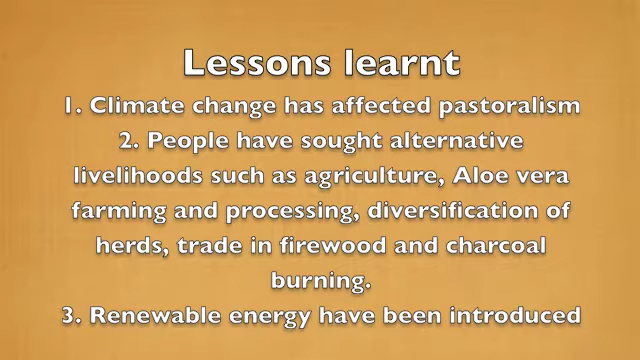 Lessons learnt
1. Climate change has affected pastoralism
2. People have sought alternative
livelihoods such as agriculture, Aloe vera
farming and processing, diversification of
herds, trade in firewood and charcoal
burning.
3. Renewable energy have been introduced